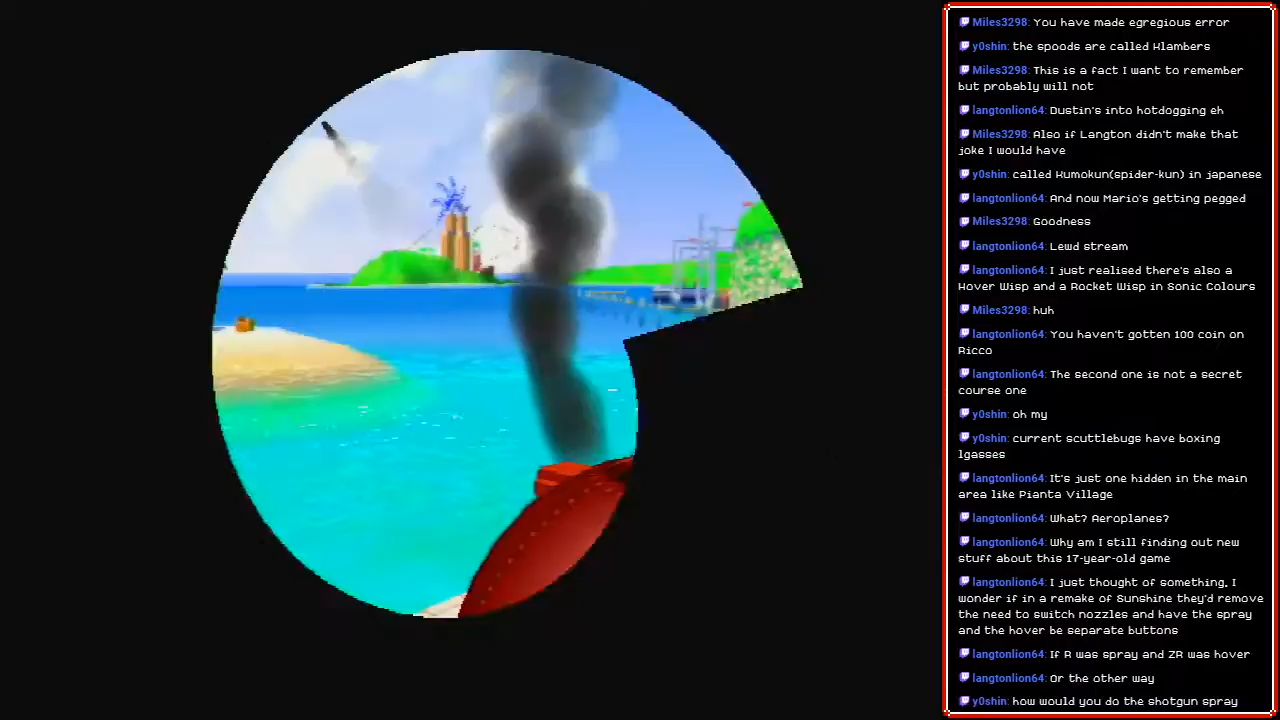 Miles3298: You have made egregious error
y0shin: the spoods are called Klambers
Miles3298: This is a fact I want to remember
but probably will not
langtonlion64: Dustin's into hotdogging eh
Miles3298: Also if Langton didn't make that
joke I would have
y0shin: called Kumokun(spider-kun) in japanese
langtonlion64: And now Mario's getting pegged
Miles3298: Goodness
langtonlion64: Lewd stream
langtonlion64: I just realised there's also a
Hover Wisp and a Rocket Wisp in Sonic Colours
Miles3298: huh
langtonlion64: You haven't gotten 100 coin on
Ricco
langtonlion64: The second one is not a secret
course one
y0shin: oh my
y0shin: current scuttlebugs have boxing
lgasses
langtonlion64: It's just one hidden in the main
area like Pianta Village
langtonlion64: What? Aeroplanes?
langtonlion64: Why am I still finding out new
stuff about this 17-year-old game
langtonlion64: I just thought of something. I
wonder if in a remake of Sunshine they'd remove
the need to switch nozzles and have the spray
and the hover be separate buttons
langtonlion64: If R was spray and ZR was hover
langtonlion64: Or the other way
y0shin: how would you do the shotgun spray